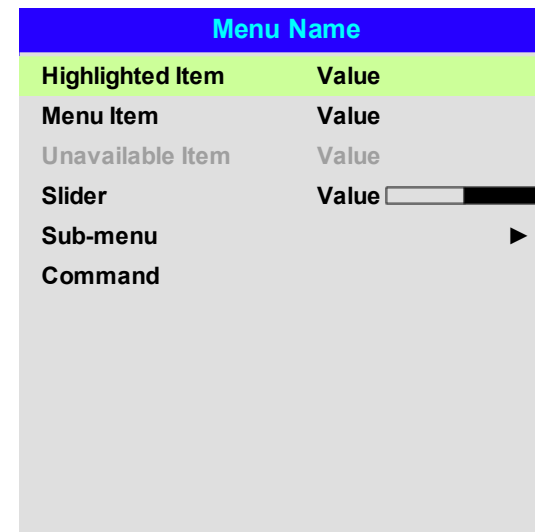 Menu Name
Highlighted Item Value
Menu Item Value
Unavailable Item Value
Slider Value
Sub-menu
Command